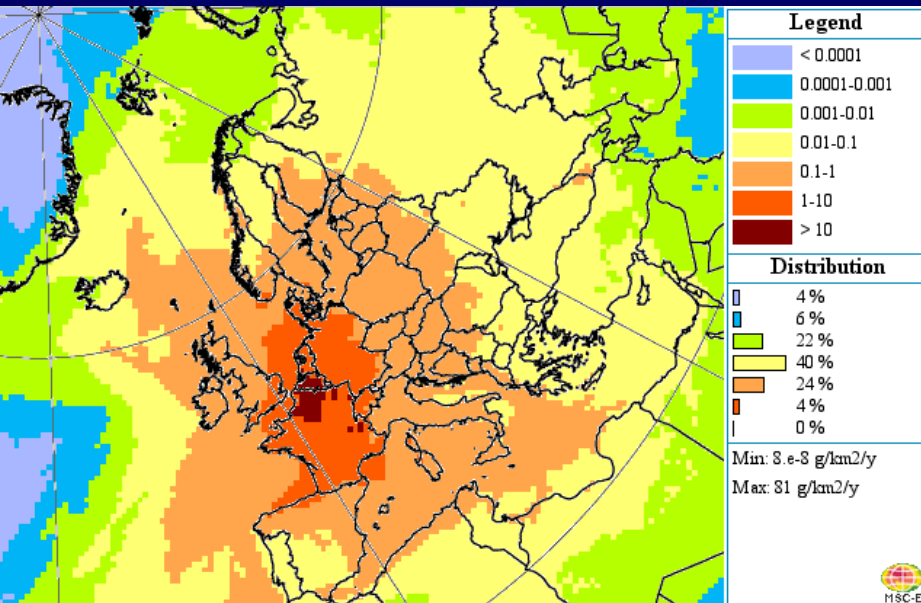 Legend
< 0.0001
0.0001-0.001
0.001-0.01
0.01-0.1
0.1-1
1-10
> 10
Distribution
4 %
6 %
22 %
40 %
24 %
4 %
0 %
Min: 8.e-8 g/km2/y
Max: 81 g/km2/y
MSC-E